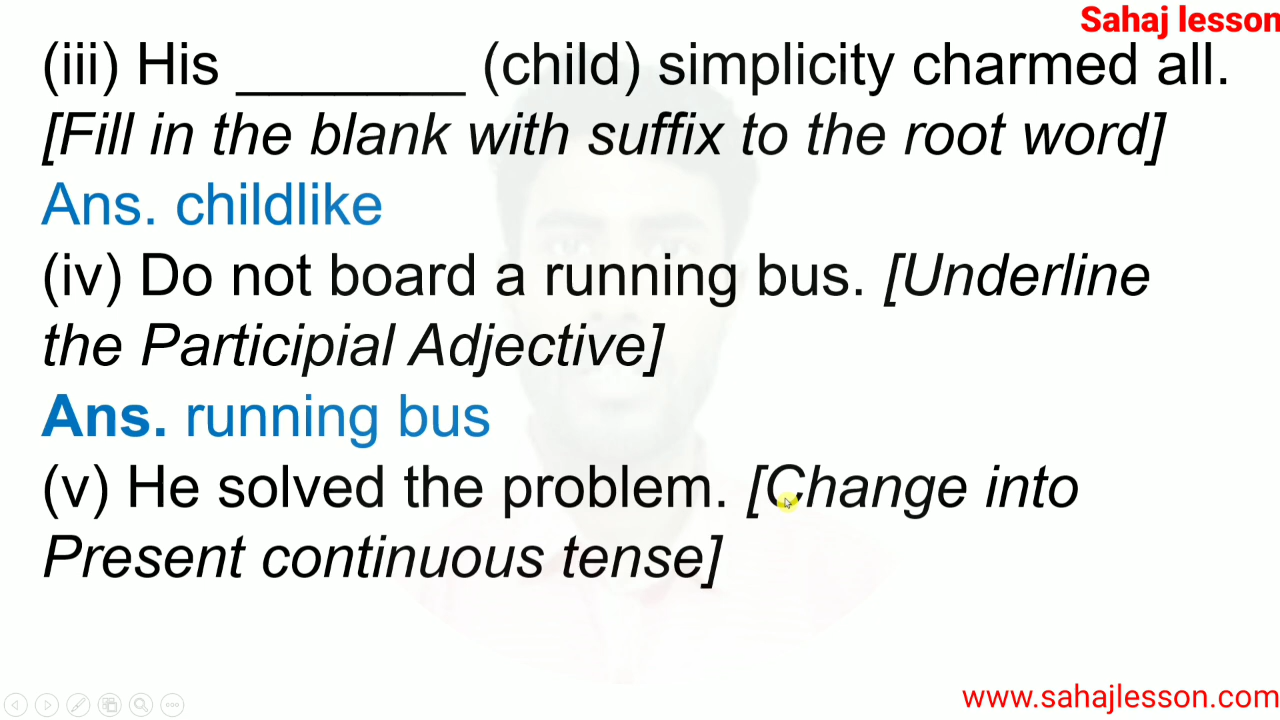 Sahaj lesson
(iii) His ________ (child) simplicity charmed all.
[Fill in the blank with suffix to the root word]
Ans. childlike
(iv) Do not board a running bus. [Underline
the Participial Adjective]
Ans. running bus
(v) He solved the problem. [Change into
Present continuous tense]
www.sahajlesson.com